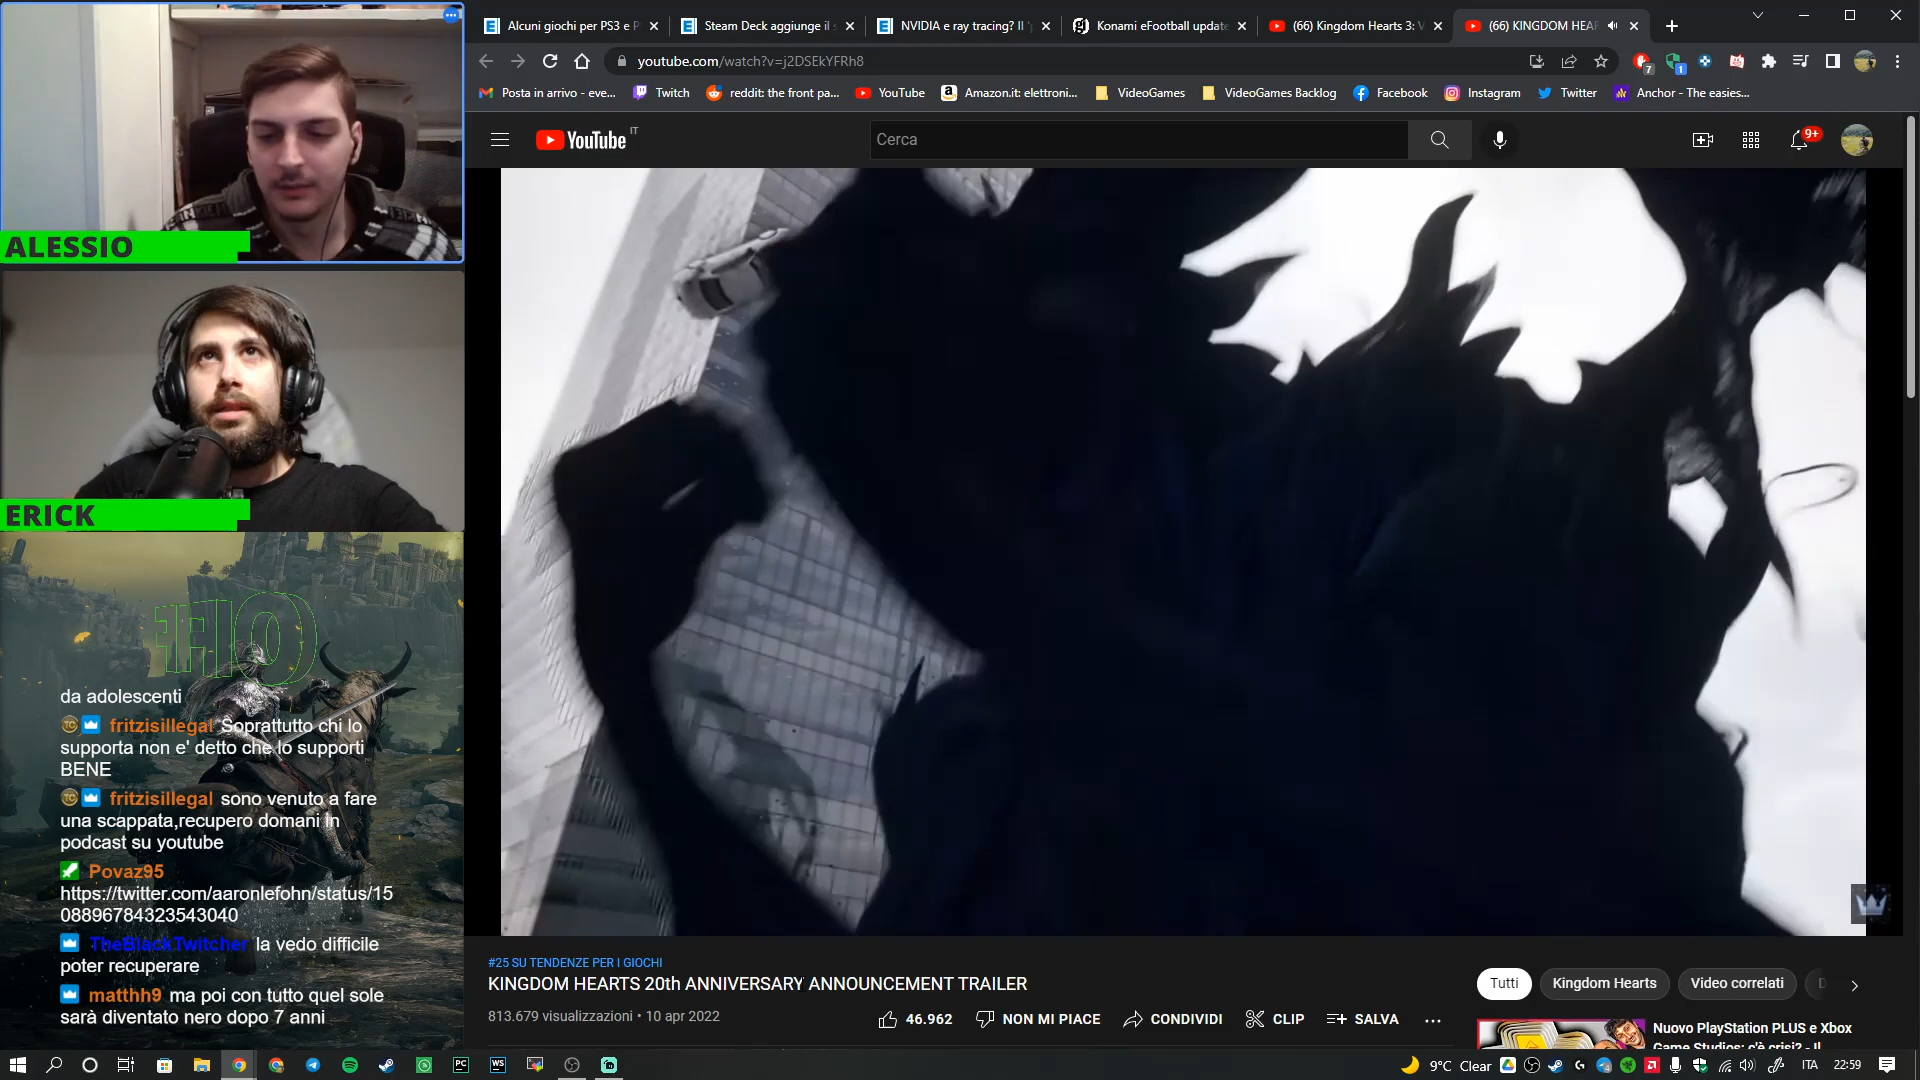 Alcuni giochi per PS3 e P
Steam Deck aggiunge il s
NVIDIA e ray tracing? Il 'p
Konami eFootball update
(66) Kingdom Hearts 3: V
(66) KINGDOM HEAR
youtube.com/watch?v=j2DSEkYFRh8
Posta in arrivo - eve...
Twitch
reddit: the front pa...
YouTube
Amazon.it: elettroni...
VideoGames
VideoGames Backlog
Facebook
Instagram
Twitter
Anchor - The easies...
YouTube IT
Cerca
9+
ALESSIO
ERICK
da adolescenti
fritzisillegal Soprattutto chi lo
supporta non e' detto che lo supporti
BENE
fritzisillegal sono venuto a fare
una scappata,recupero domani in
podcast su youtube
Povaz95
https://twitter.com/aaronlefohn/status/15
08896784323543040
TheBlackTwitcher la vedo difficile
poter recuperare
matthh9 ma poi con tutto quel sole
sarà diventato nero dopo 7 anni
#25 SU TENDENZE PER I GIOCHI
KINGDOM HEARTS 20th ANNIVERSARY ANNOUNCEMENT TRAILER
813.679 visualizzazioni • 10 apr 2022
46.962
NON MI PIACE
CONDIVIDI
CLIP
SALVA
Tutti
Kingdom Hearts
Video correlati
Nuovo PlayStation PLUS e Xbox
Game Studios: c'è crisi? - Il
9°C Clear
ITA
22:59